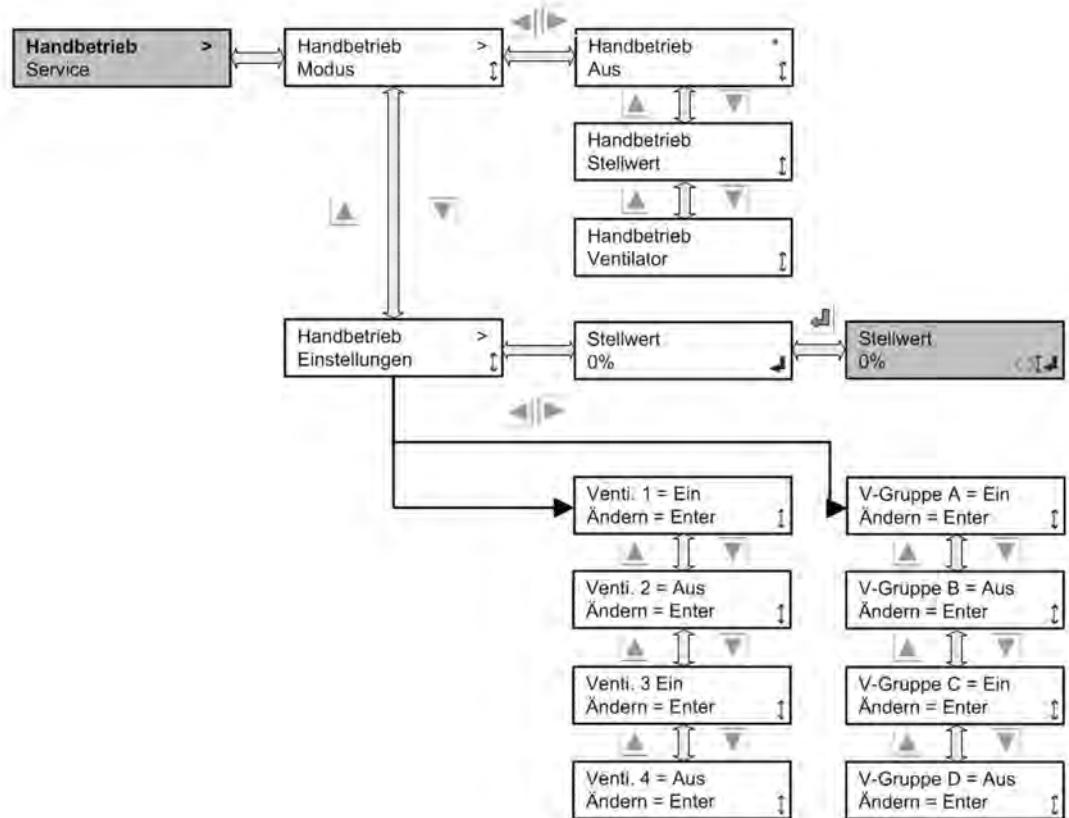 Handbetrieb >
Service
Handbetrieb >
Modus
Handbetrieb *
Aus
Handbetrieb
Stellwert
Handbetrieb
Ventilator
Handbetrieb >
Einstellungen
Stellwert
0%
Stellwert
0%
Venti. 1 = Ein
Ändern = Enter
V-Gruppe A = Ein
Ändern = Enter
Venti. 2 = Aus
Ändern = Enter
V-Gruppe B = Aus
Ändern = Enter
Venti. 3 Ein
Ändern = Enter
V-Gruppe C = Ein
Ändern = Enter
Venti. 4 = Aus
Ändern = Enter
V-Gruppe D = Aus
Ändern = Enter